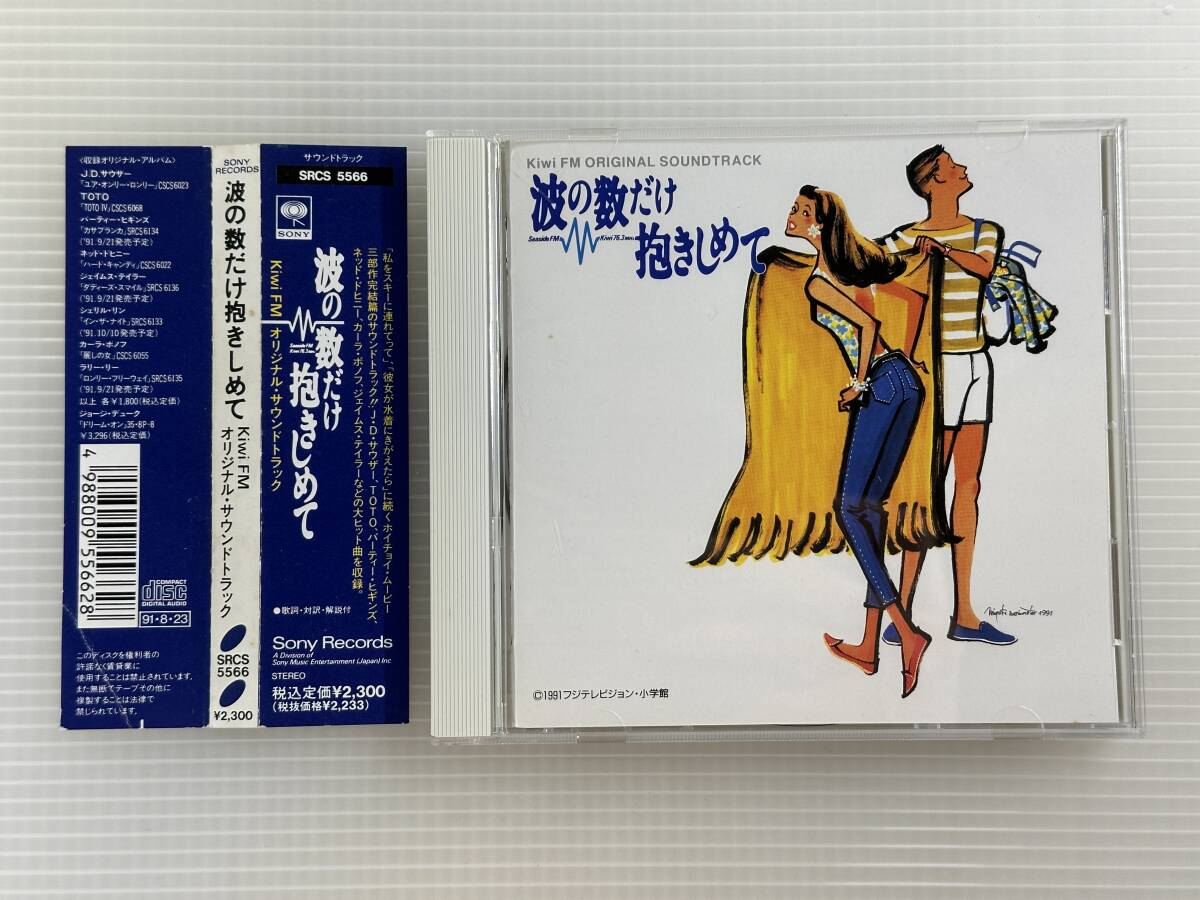 〈収録オリジナル・アルバム〉
J.D.サウザー
「ユア・オンリー・ロンリー」CSCS6023
TOTO
「TOTO IV」CSCS6068
バーティー・ヒギンズ
「カサブランカ」SRCS6134
('91.9/21発売予定)
ネッド・ドヒニー
「ハード・キャンディ」CSCS6022
ジェイムス・テイラー
「ダディーズ・スマイル」SRCS6136
('91.9/21発売予定)
シェリル・リン
「イン・ザ・ナイト」SRCS6133
('91.10/10発売予定)
カーラ・ボノフ
「麗しの女」CSCS6055
ラリー・リー
「ロンリー・フリーウェイ」SRCS6135
('91.9/21発売予定)
以上 各¥1,800(税込定価)
ジョージ・デューク
「ドリーム・オン」35・8P-8
¥3,296(税込定価)
4 988009 556628
COMPACT
disc
DIGITAL AUDIO
91・8・23
このディスクを権利者の
許諾なく賃貸業に
使用することは禁止されています。
また無断でテープその他に
複製することは法律で
禁じられています。
SONY
RECORDS
波の数だけ抱きしめて
Kiwi FM
オリジナル・サウンドトラック
SRCS
5566
¥2,300
サウンドトラック
SRCS 5566
SONY
「私をスキーに連れてって」、「彼女が水着にきがえたら」に続くホイチョイ・ムービー
三部作完結篇のサウンドトラック!!J・D・サウザー、TOTO、バーティー・ヒギンズ、
ネッド・ドヒニー、カーラ・ボノフ、ジェイムス・テイラーなどの大ヒット曲を収録。
波の数だけ
抱きしめて
Seaside FM
Kiwi 76.3MHz
Kiwi FM オリジナル・サウンドトラック
●歌詞・対訳・解説付
Sony Records
A Division of
Sony Music Entertainment (Japan) Inc.
STEREO
税込定価¥2,300
(税抜価格¥2,233)
Kiwi FM ORIGINAL SOUNDTRACK
波の数だけ
Seaside FM Kiwi 76.3MHz
抱きしめて
1991
©1991フジテレビジョン・小学館